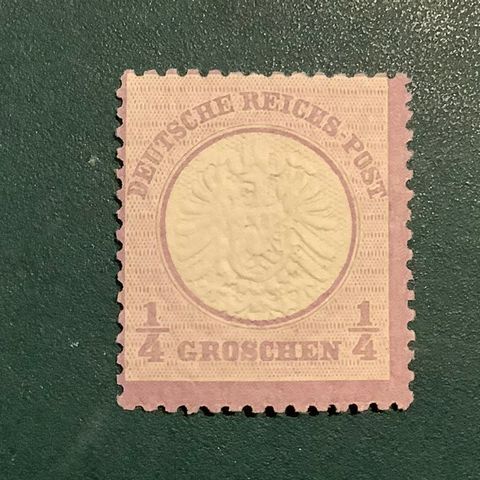 DEUTSCHE REICHS-POST
1/4 GROSCHEN 1/4